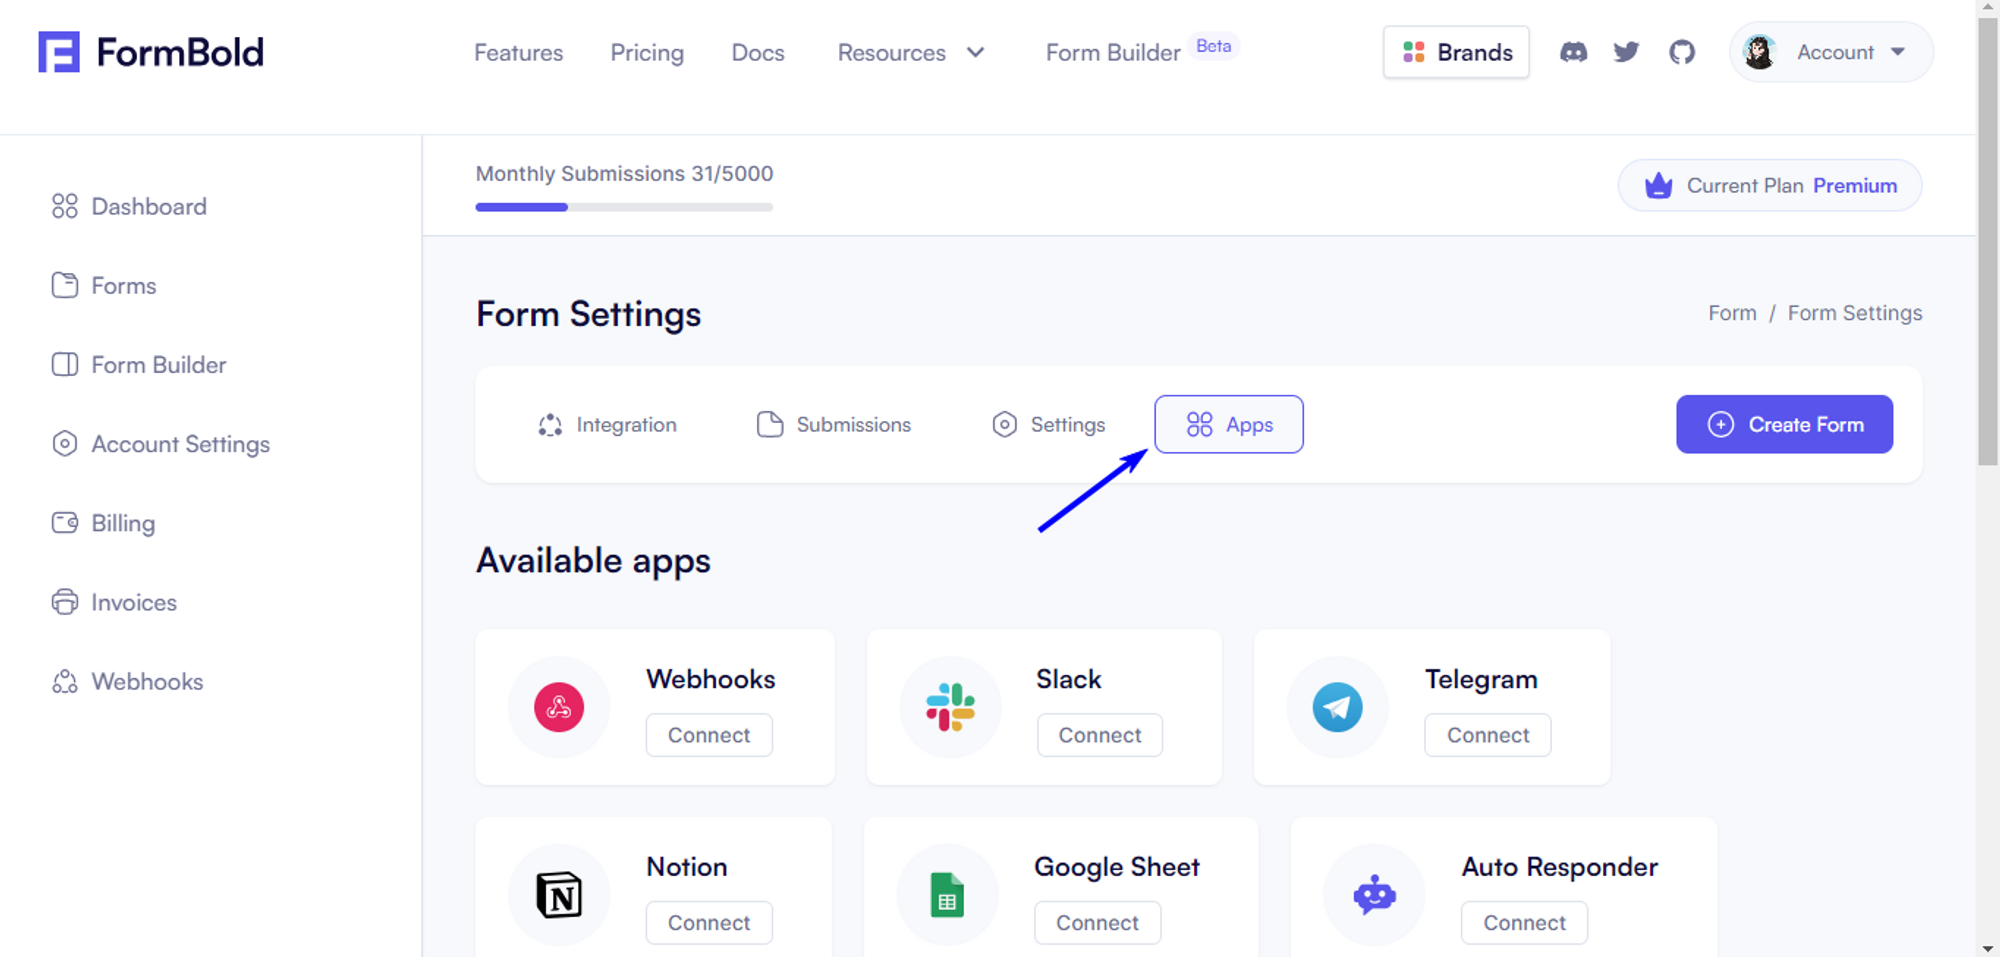 FormBold
Features Pricing Docs Resources Form Builder Beta Brands Account
Monthly Submissions 31/5000
Current Plan Premium
Dashboard
Forms
Form Builder
Account Settings
Billing
Invoices
Webhooks
Form Settings
Form / Form Settings
Integration Submissions Settings Apps Create Form
Available apps
Webhooks
Connect
Slack
Connect
Telegram
Connect
Notion
Connect
Google Sheet
Connect
Auto Responder
Connect